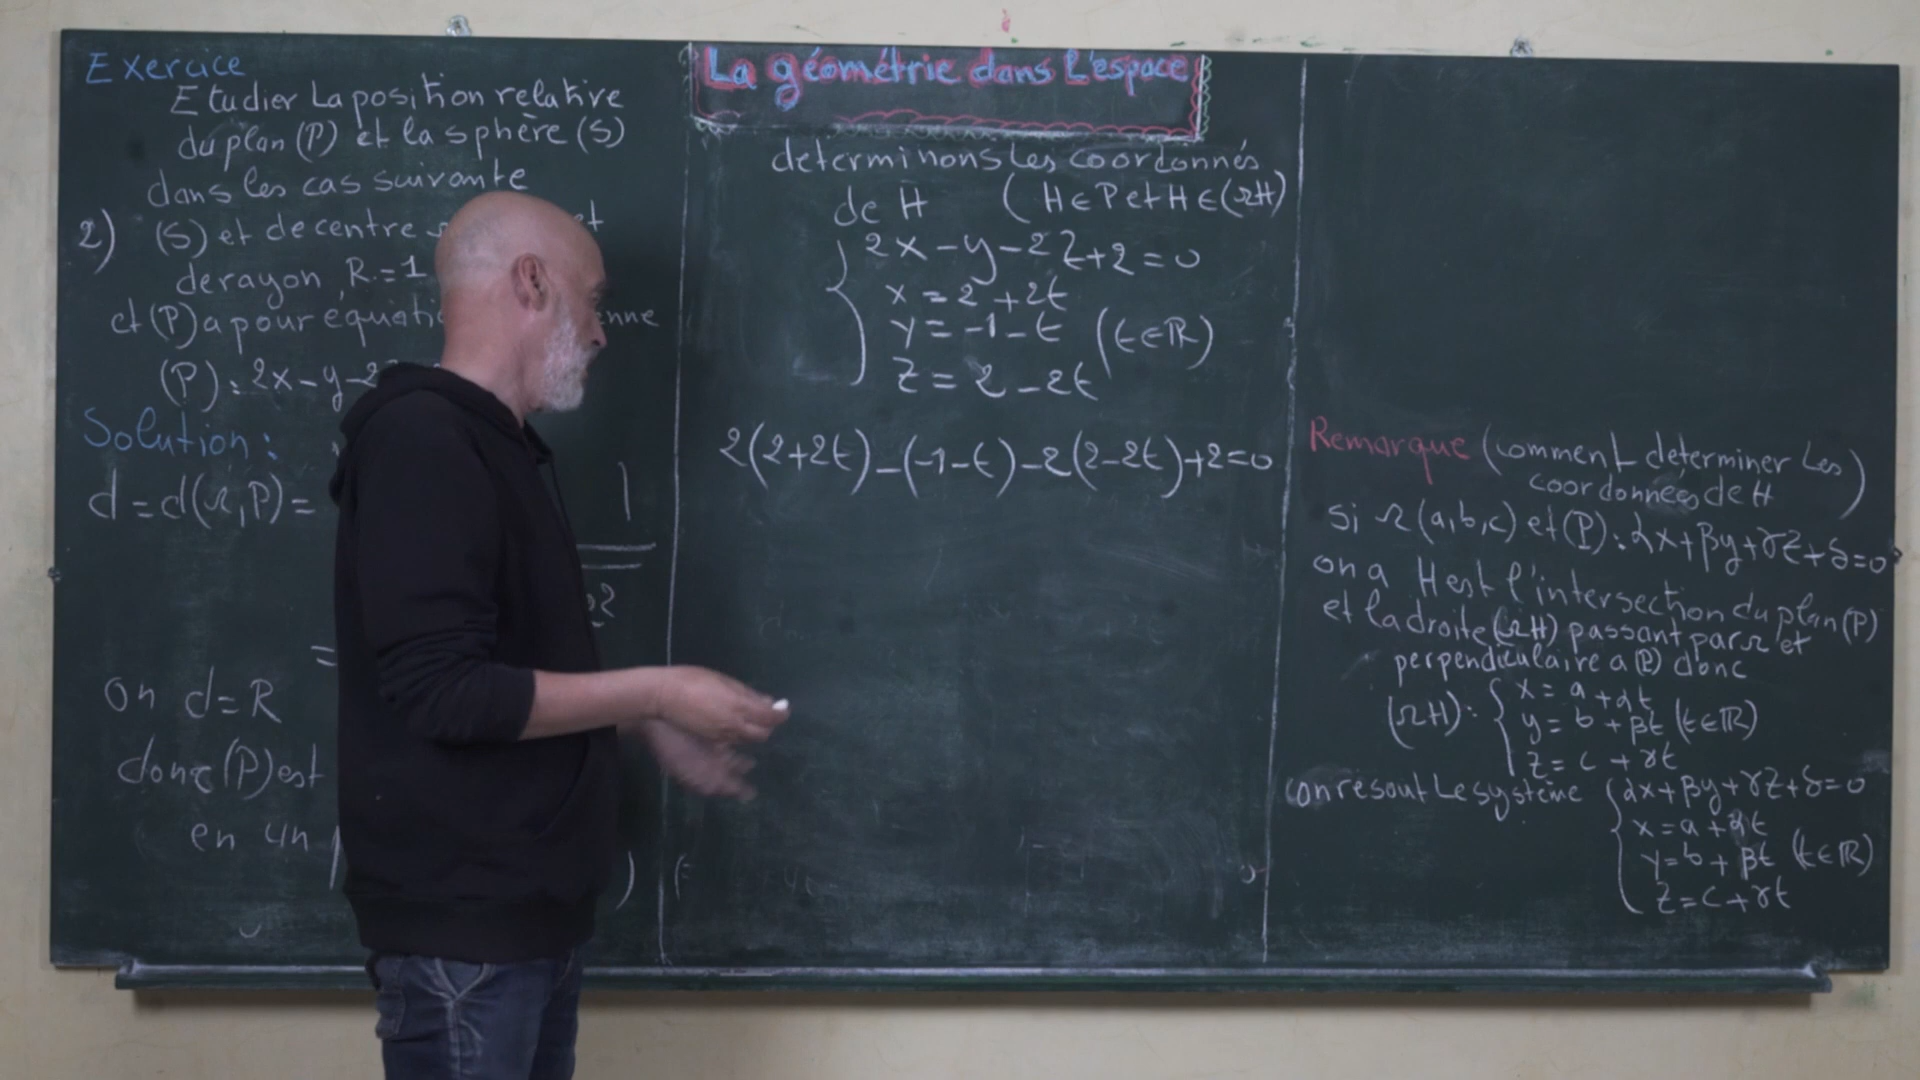 Exercice
Etudier La position relative
du plan (P) et la sphère (S)
dans les cas suivante
2) (S) et de centre et
de rayon R = 1
et (P) a pour équati enne
(P) : 2x - y - 2
Solution :
d = d(Ω, P) =
=
on d = R
donc (P) est
en un
La géométrie dans L'espace
determinons les coordonnés
de H ( H ∈ P et H ∈ (ΩH)
2x - y - 2z + 2 = 0
x = 2 + 2t
y = -1 - t (t ∈ ℝ)
z = 2 - 2t
2(2+2t) - (-1-t) - 2(2-2t) + 2 = 0
Remarque (comment determiner les
coordonnées de H)
si Ω(a,b,c) et (P): αx + βy + γz + δ = 0
on a H est l'intersection du plan (P)
et la droite (ΩH) passant par Ω et
perpendiculaire a (P) donc
(ΩH) : { x = a + αt
y = b + βt (t ∈ ℝ)
z = c + γt
on resout Le système { αx + βy + γz + δ = 0
x = a + αt
y = b + βt (t ∈ ℝ)
z = c + γt